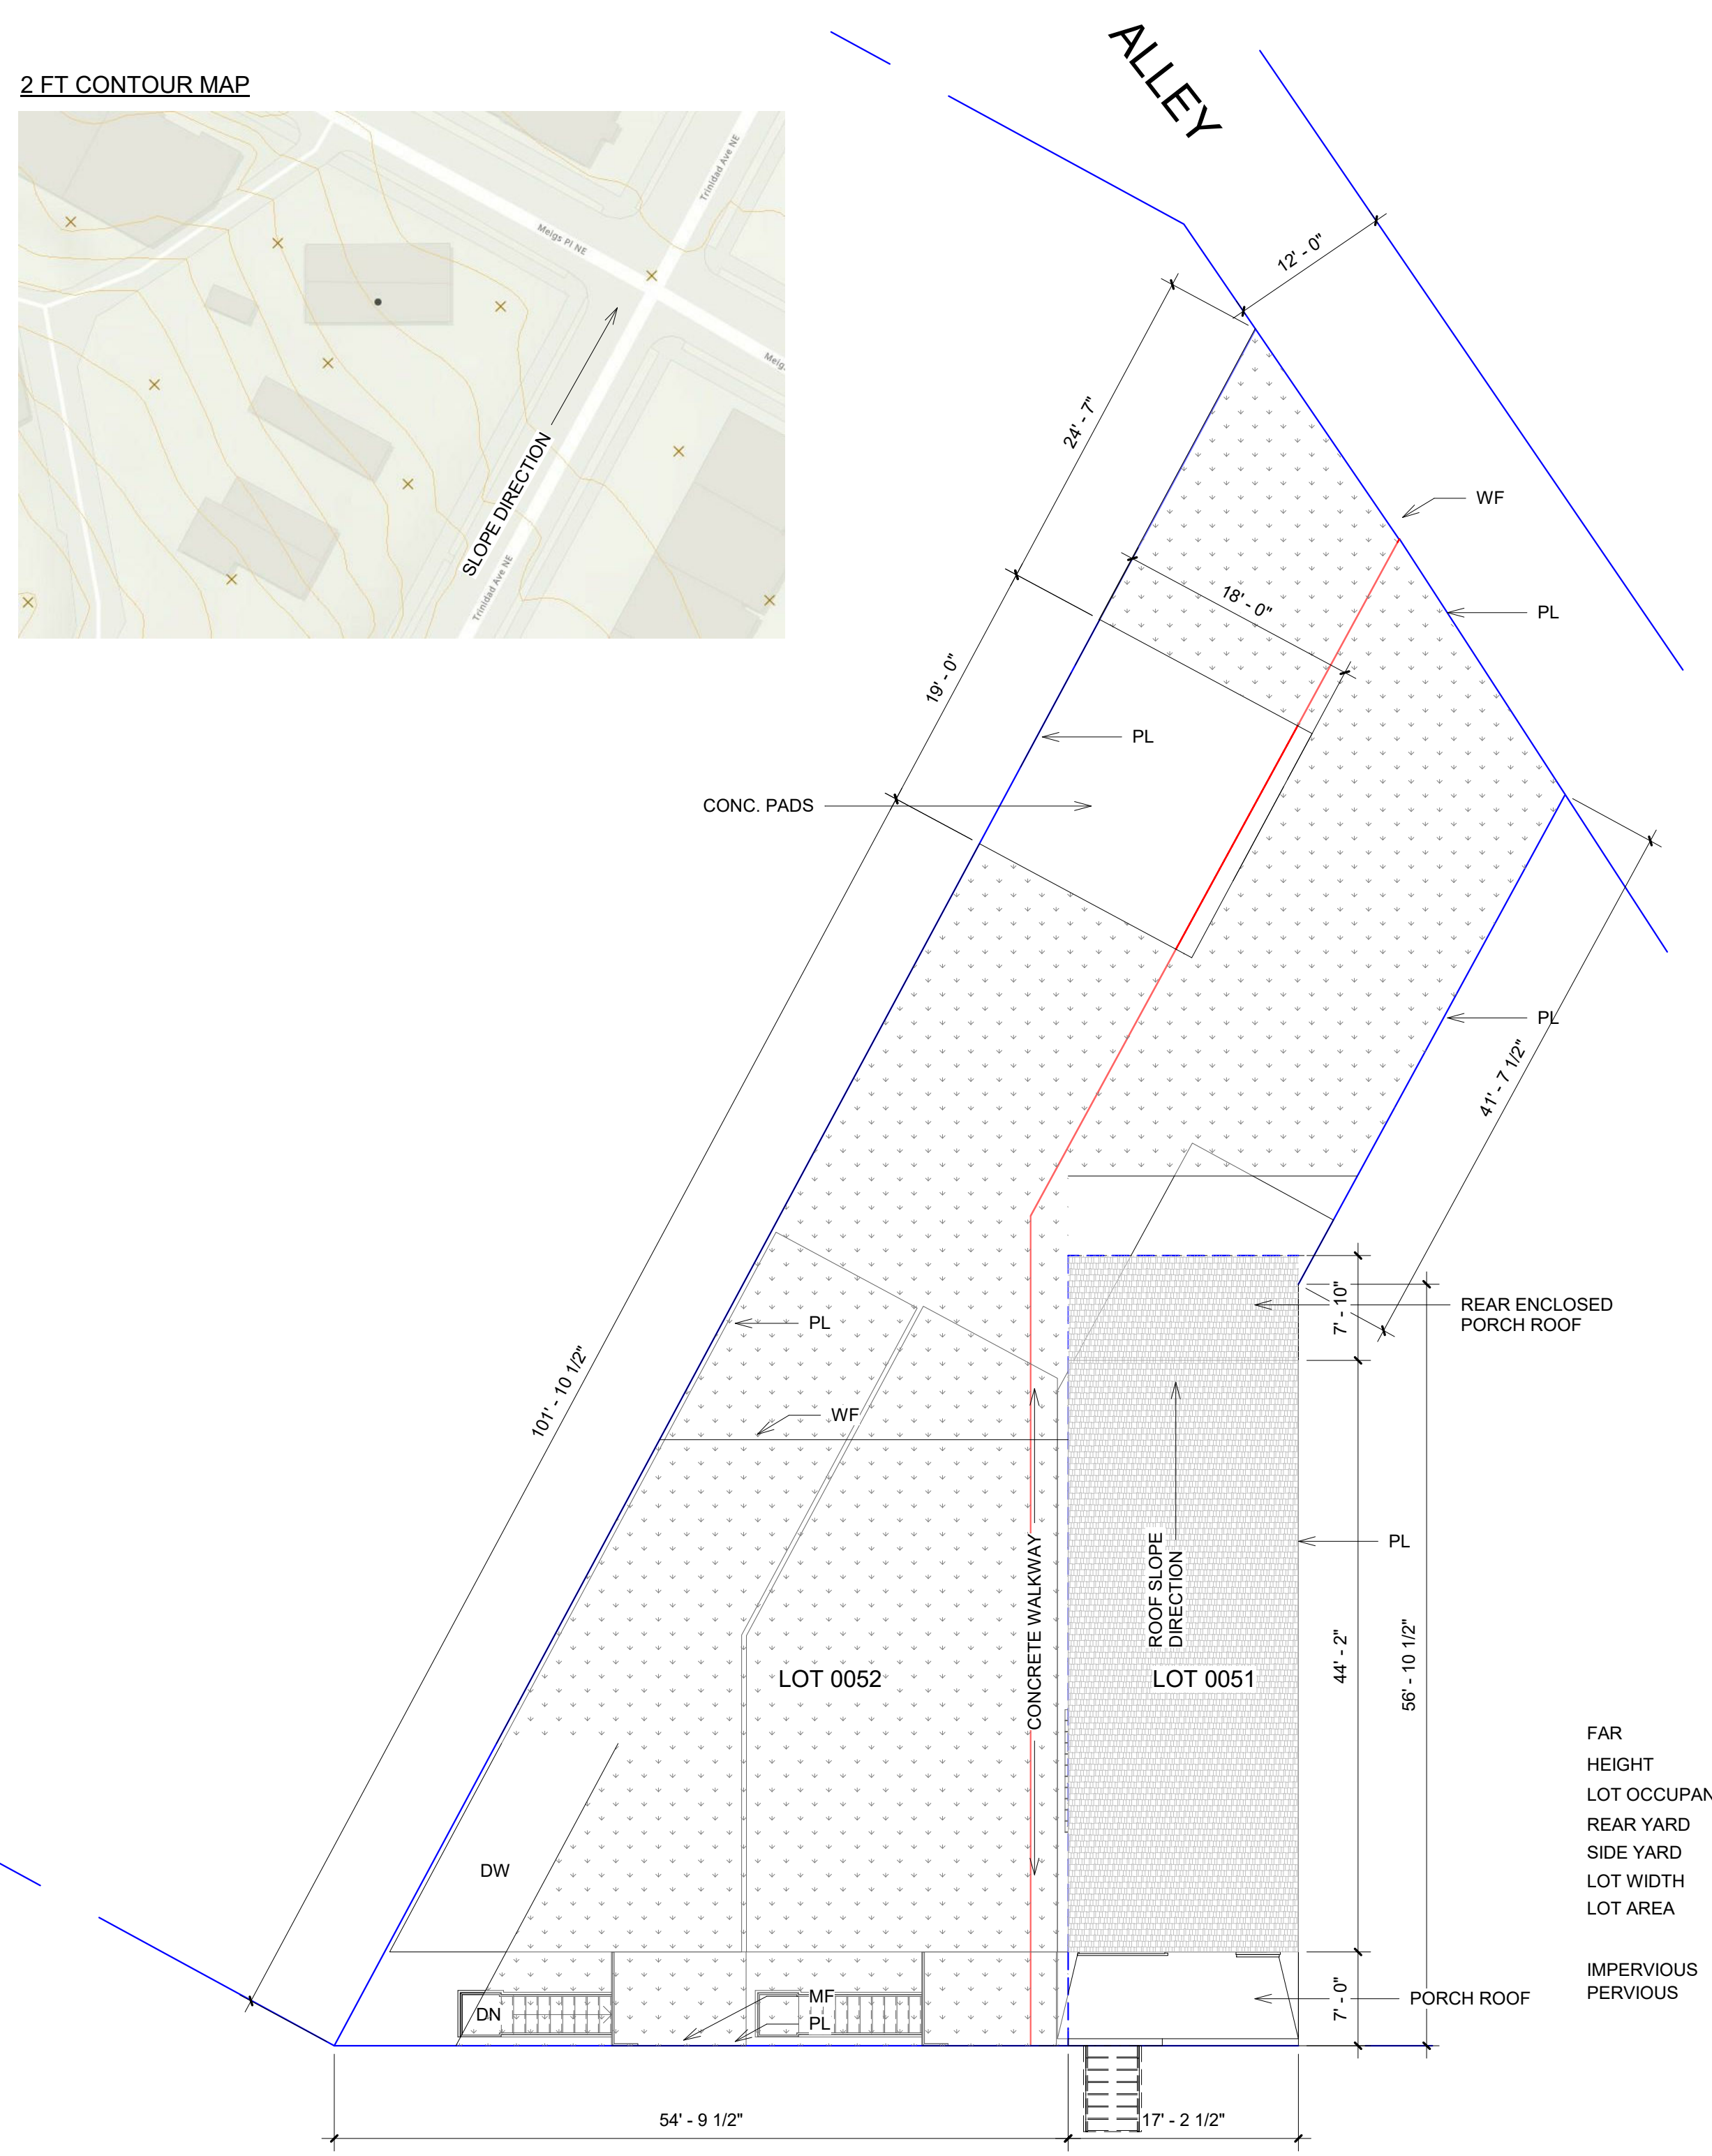 ALLEY
2 FT CONTOUR MAP
Trinidad Ave NE
Meigs Pl NE
Meigs
SLOPE DIRECTION
Trinidad Ave NE
12' - 0"
24' - 7"
WF
18' - 0"
PL
19' - 0"
PL
CONC. PADS
PL
41' - 7 1/2"
REAR ENCLOSED
PORCH ROOF
7' - 10"
PL
101' - 10 1/2"
WF
CONCRETE WALKWAY
ROOF SLOPE
DIRECTION
PL
44' - 2"
56' - 10 1/2"
LOT 0052
LOT 0051
FAR
HEIGHT
LOT OCCUPAN
REAR YARD
SIDE YARD
LOT WIDTH
LOT AREA
DW
IMPERVIOUS
PERVIOUS
MF
PL
DN
7' - 0"
PORCH ROOF
54' - 9 1/2"
17' - 2 1/2"